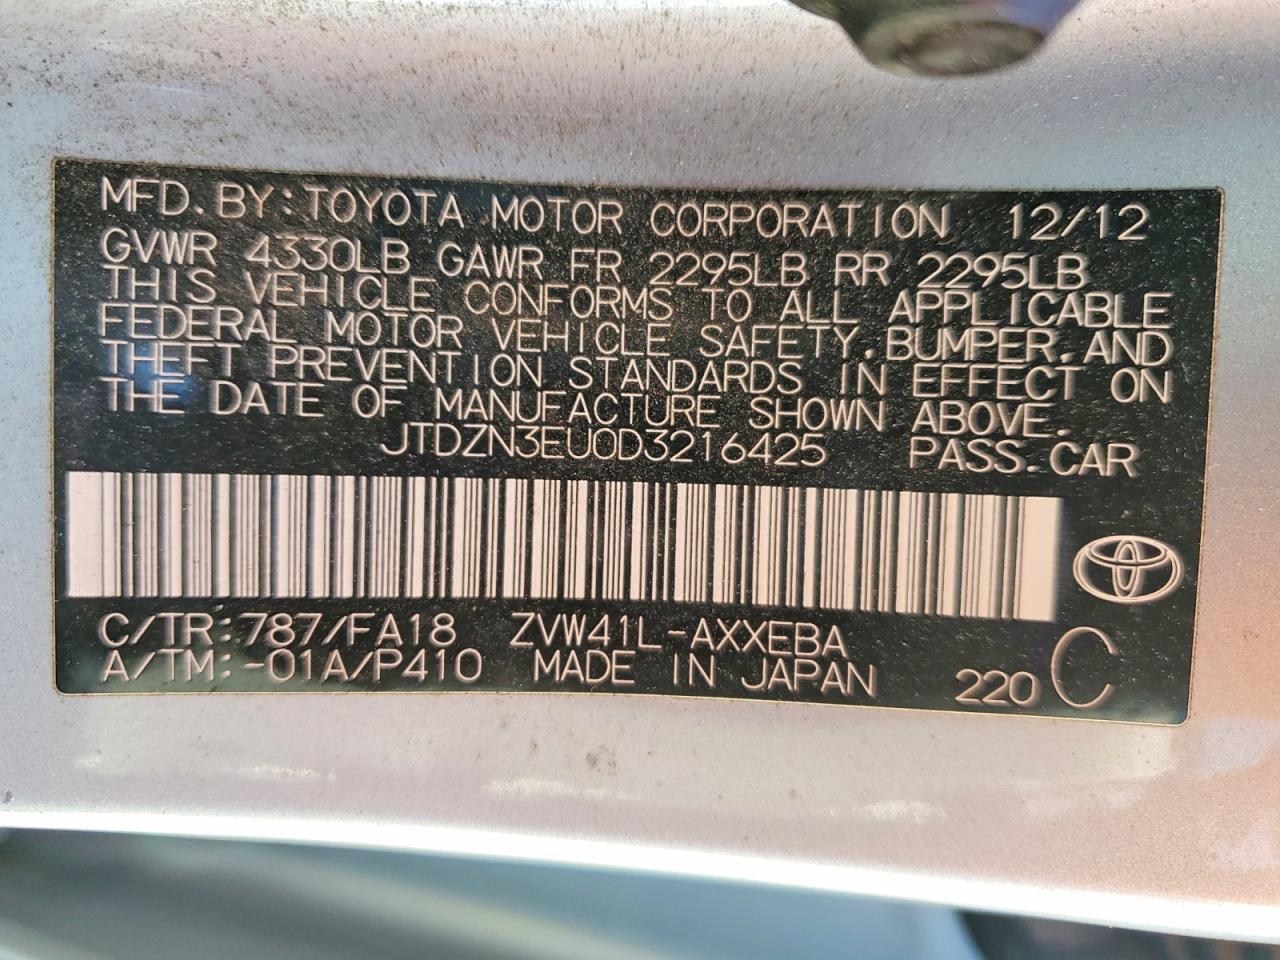 MFD.BY:TOYOTA MOTOR CORPORATION 12/12
GVWR 4330LB GAWR FR 2295LB RR 2295LB
THIS VEHICLE CONFORMS TO ALL APPLICABLE
FEDERAL MOTOR VEHICLE SAFETY.BUMPER.AND
THEFT PREVENTION STANDARDS IN EFFECT ON
THE DATE OF MANUFACTURE SHOWN ABOVE.
JTDZN3EU0D3216425 PASS.CAR
C/TR:787/FA18 ZVW41L-AXXEBA
A/TM:-01A/P410 MADE IN JAPAN 220 C